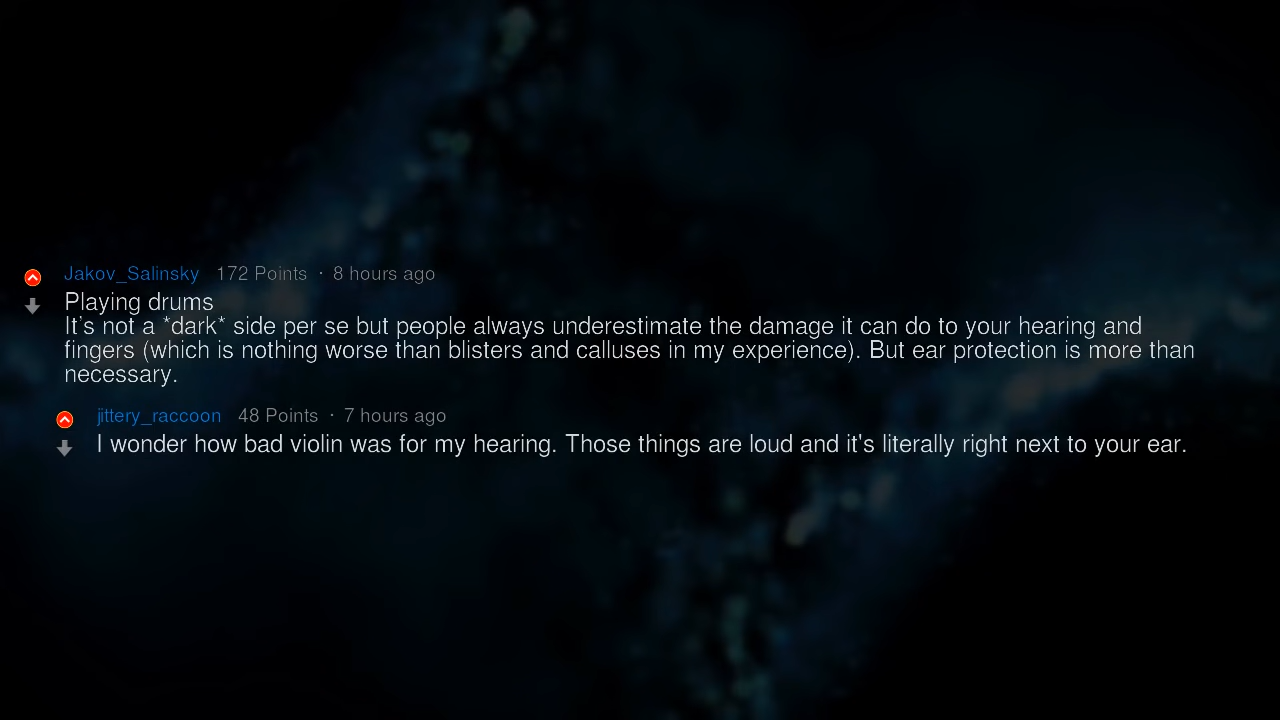 Jakov_Salinsky 172 Points · 8 hours ago
Playing drums
It's not a *dark* side per se but people always underestimate the damage it can do to your hearing and
fingers (which is nothing worse than blisters and calluses in my experience). But ear protection is more than
necessary.
jittery_raccoon 48 Points · 7 hours ago
I wonder how bad violin was for my hearing. Those things are loud and it's literally right next to your ear.